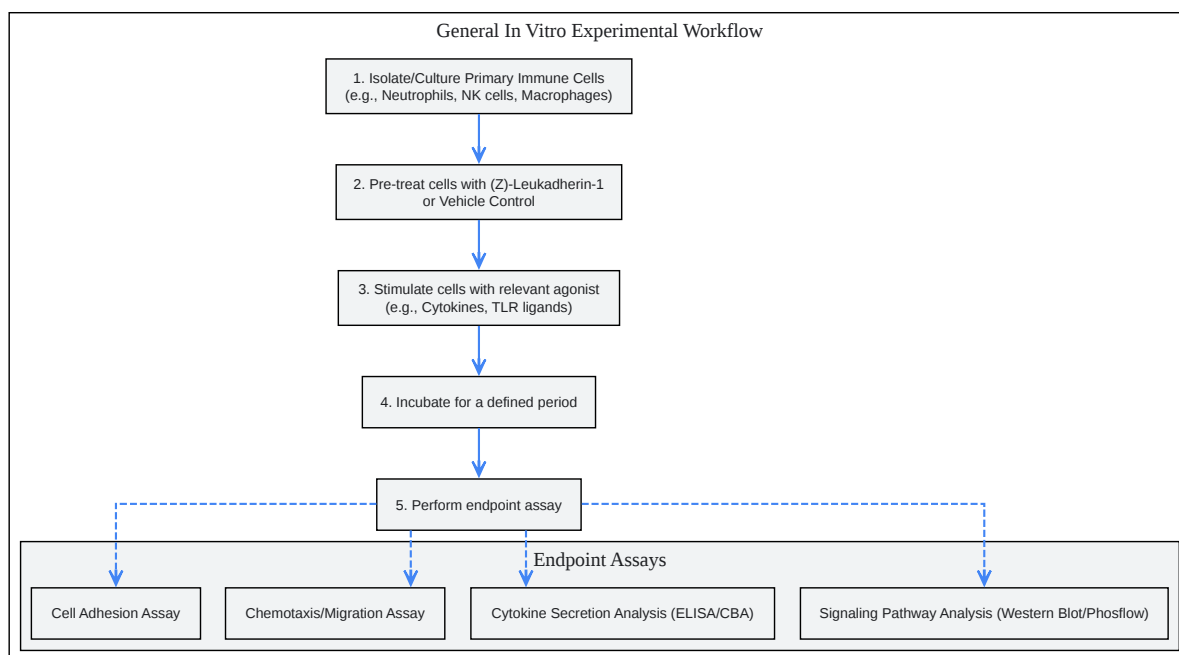 General In Vitro Experimental Workflow
1. Isolate/Culture Primary Immune Cells
(e.g., Neutrophils, NK cells, Macrophages)
2. Pre-treat cells with (Z)-Leukadherin-1
or Vehicle Control
3. Stimulate cells with relevant agonist
(e.g., Cytokines, TLR ligands)
4. Incubate for a defined period
5. Perform endpoint assay
Endpoint Assays
Cell Adhesion Assay
Chemotaxis/Migration Assay
Cytokine Secretion Analysis (ELISA/CBA)
Signaling Pathway Analysis (Western Blot/Phosflow)